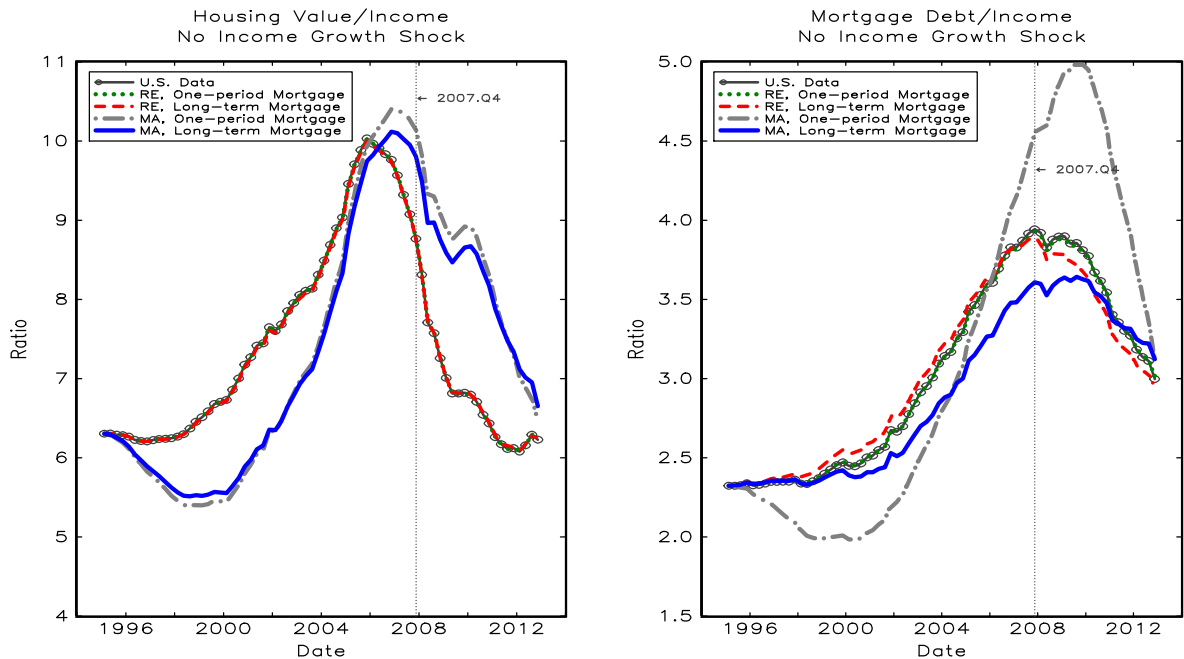 Housing Value/Income
No Income Growth Shock
11
10
9
8
7
6
5
4
Ratio
U.S. Data
RE, One-period Mortgage
RE, Long-term Mortgage
MA, One-period Mortgage
MA, Long-term Mortgage
← 2007.Q4
1996
2000
2004
2008
2012
Date
Mortgage Debt/Income
No Income Growth Shock
5.0
4.5
4.0
3.5
3.0
2.5
2.0
1.5
Ratio
U.S. Data
RE, One-period Mortgage
RE, Long-term Mortgage
MA, One-period Mortgage
MA, Long-term Mortgage
← 2007.Q4
1996
2000
2004
2008
2012
Date